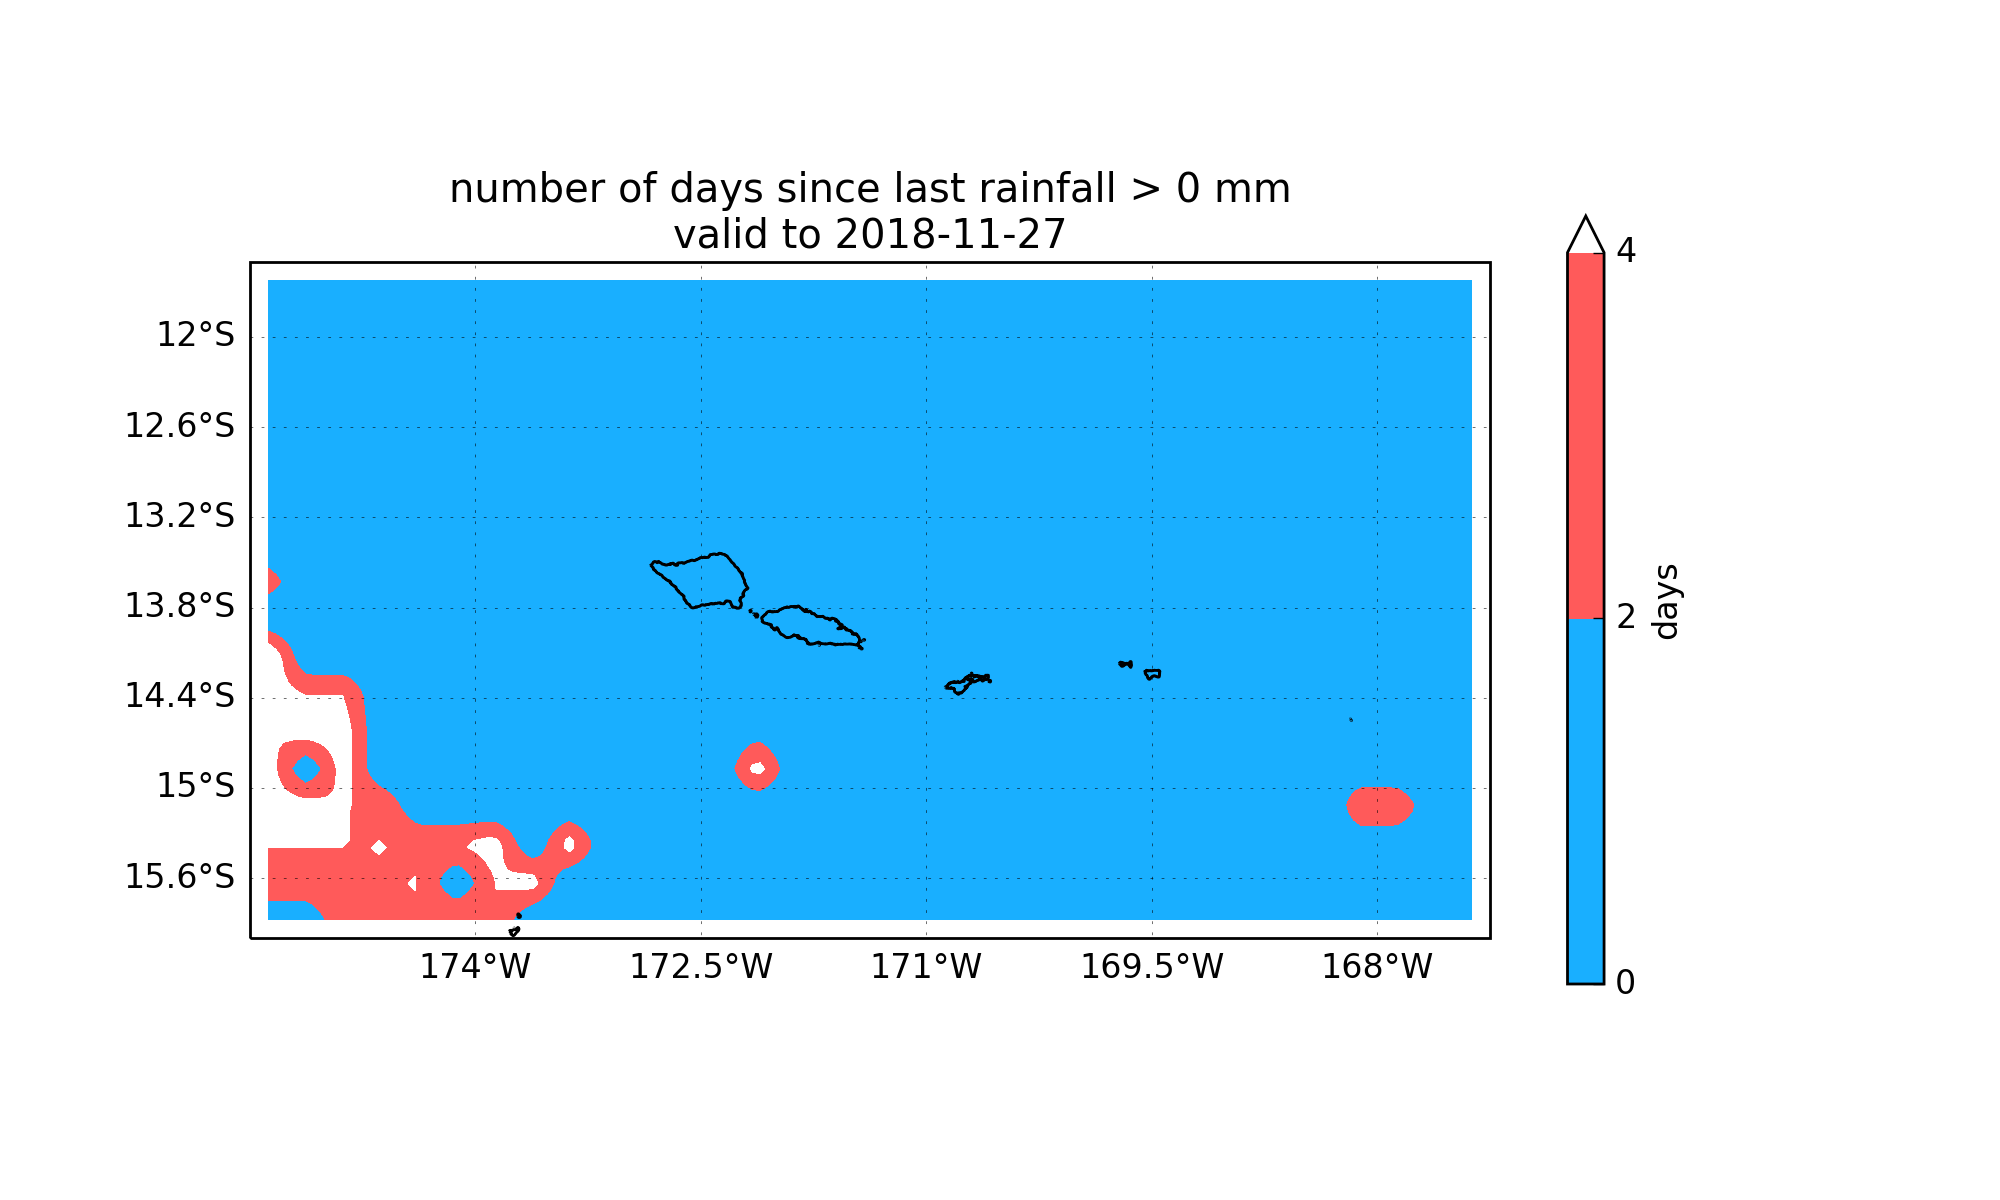 number of days since last rainfall > 0 mm
valid to 2018-11-27
12°S
12.6°S
13.2°S
13.8°S
14.4°S
15°S
15.6°S
174°W
172.5°W
171°W
169.5°W
168°W
4
2
0
days